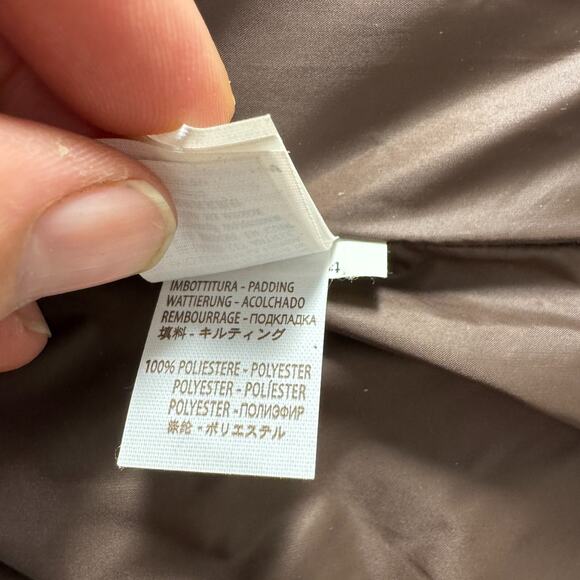 IMBOTTITURA - PADDING
WATTIERUNG - ACOLCHADO
REMBOURRAGE - ПОДКЛАДКА
填料 - キルティング
100% POLIESTERE - POLYESTER
POLYESTER - POLÍESTER
POLYESTER - ПОЛИЭФИР
涤纶 - ポリエステル